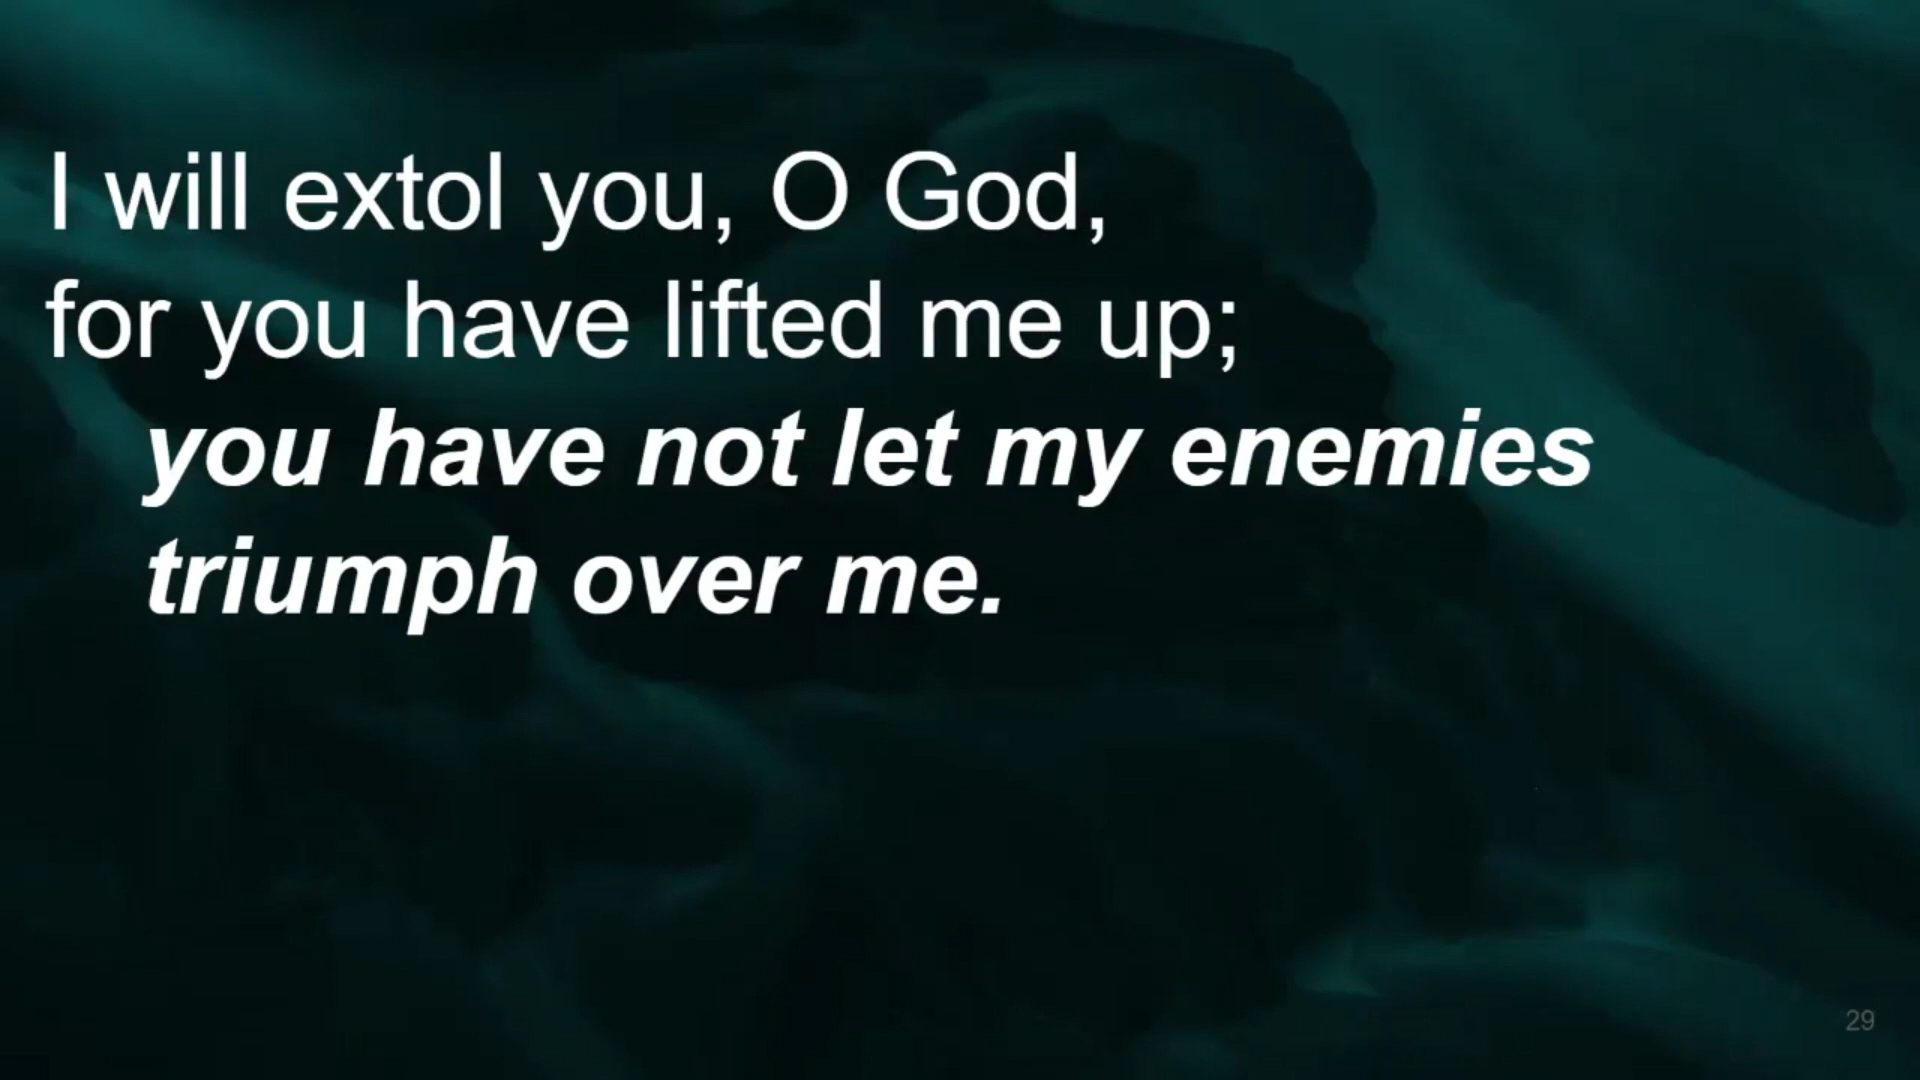 I will extol you, O God,
for you have lifted me up;
you have not let my enemies
triumph over me.
29